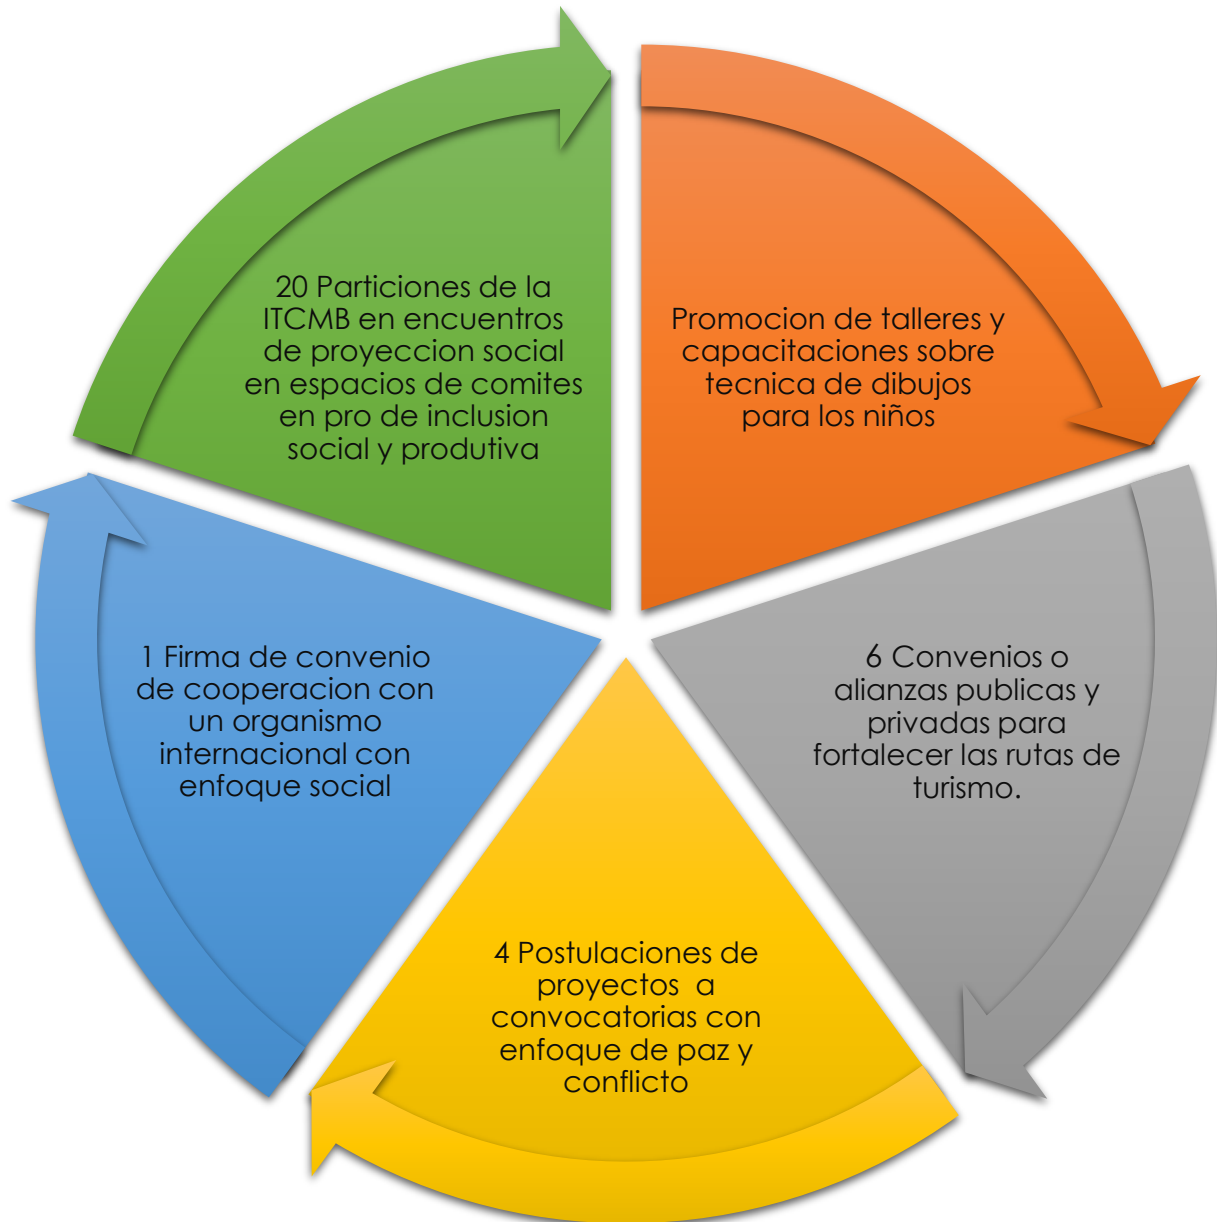 20 Particiones de la
ITCMB en encuentros
de proyeccion social
en espacios de comites
en pro de inclusion
social y produtiva
Promocion de talleres y
capacitaciones sobre
tecnica de dibujos
para los niños
6 Convenios o
alianzas publicas y
privadas para
fortalecer las rutas de
turismo.
4 Postulaciones de
proyectos  a
convocatorias con
enfoque de paz y
conflicto
1 Firma de convenio
de cooperacion con
un organismo
internacional con
enfoque social